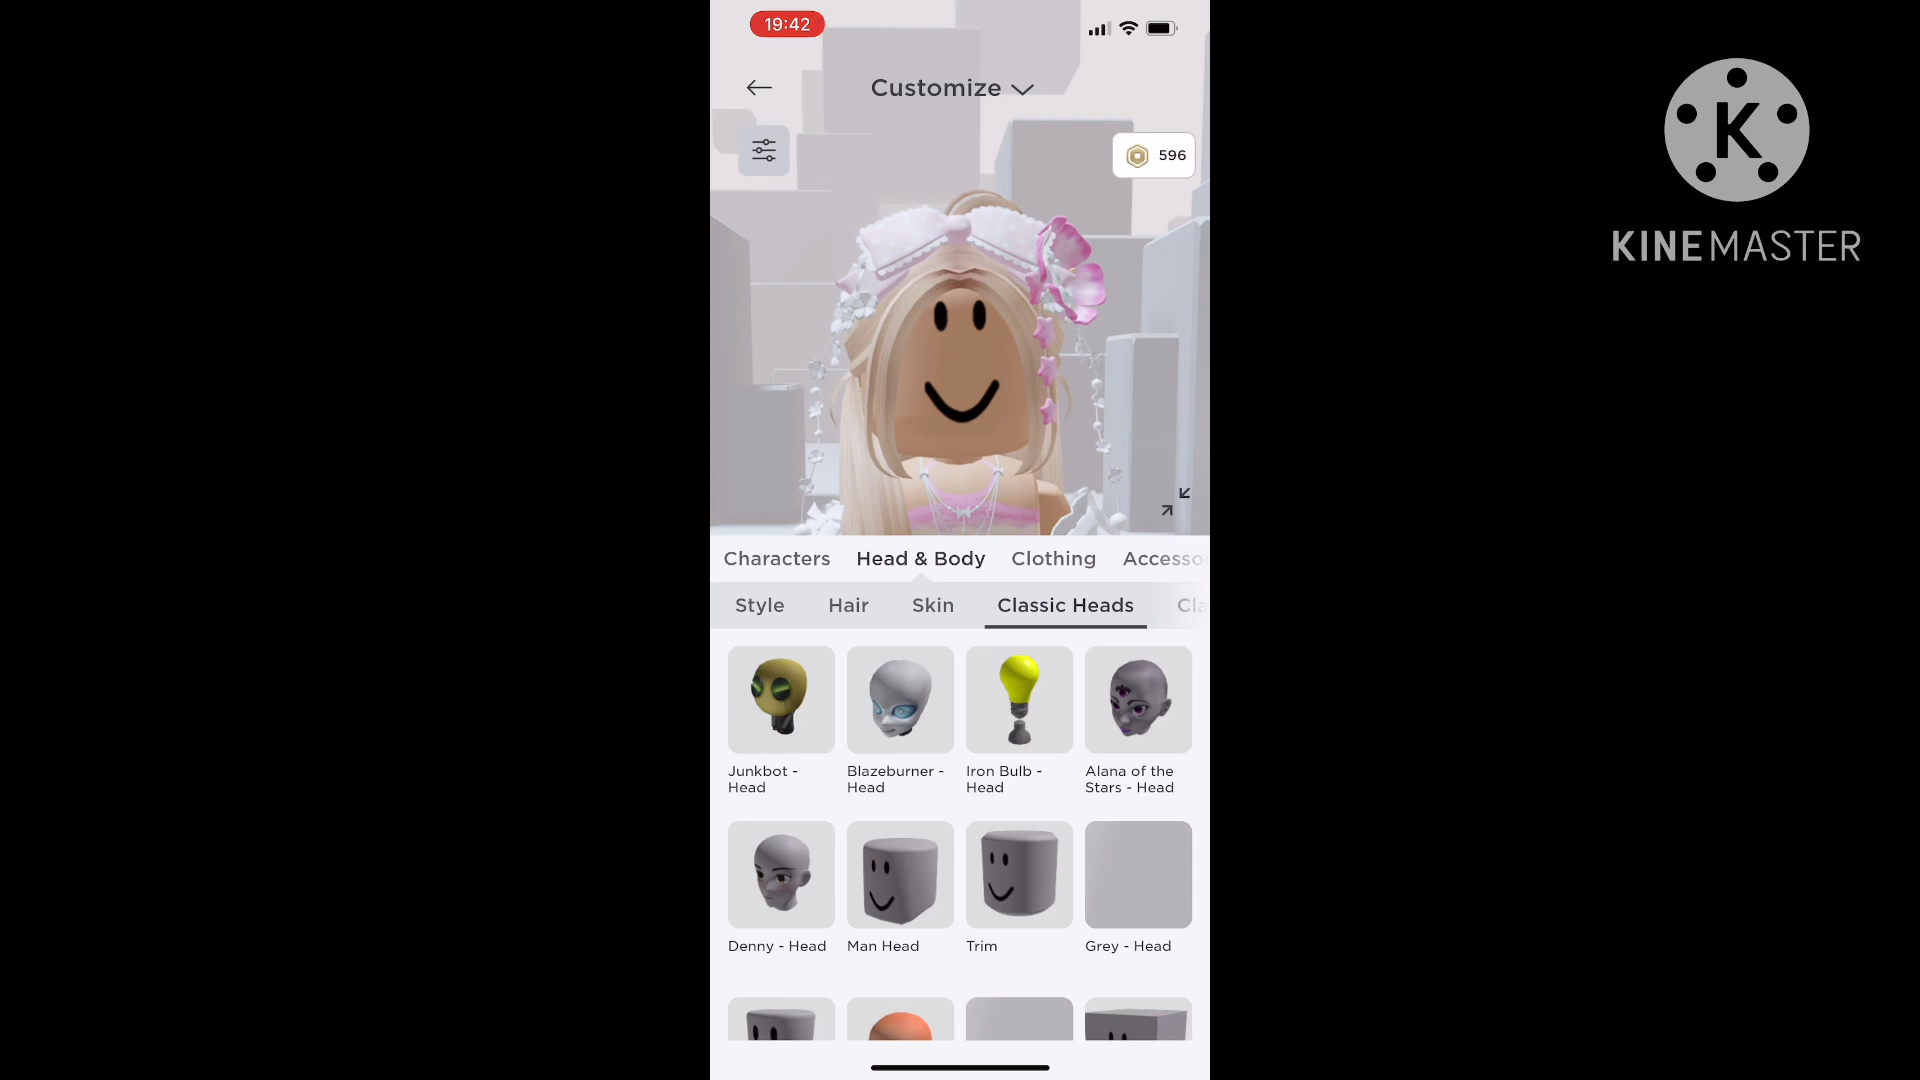 19:42
Customize
596
K
KINEMASTER
Characters Head & Body Clothing Accesso
Style Hair Skin Classic Heads Cla
Junkbot - Head
Blazeburner - Head
Iron Bulb - Head
Alana of the Stars - Head
Denny - Head
Man Head
Trim
Grey - Head